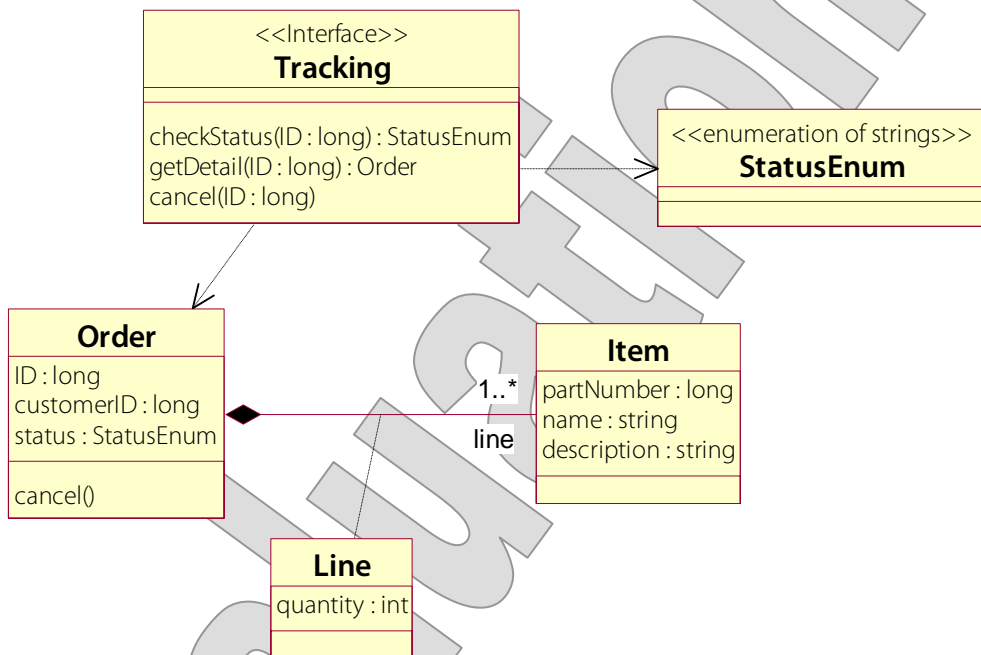 <<Interface>>
Tracking
checkStatus(ID : long) : StatusEnum
getDetail(ID : long) : Order
cancel(ID : long)
<<enumeration of strings>>
StatusEnum
Order
ID : long
customerID : long
status : StatusEnum
cancel()
1..*
line
Item
partNumber : long
name : string
description : string
Line
quantity : int